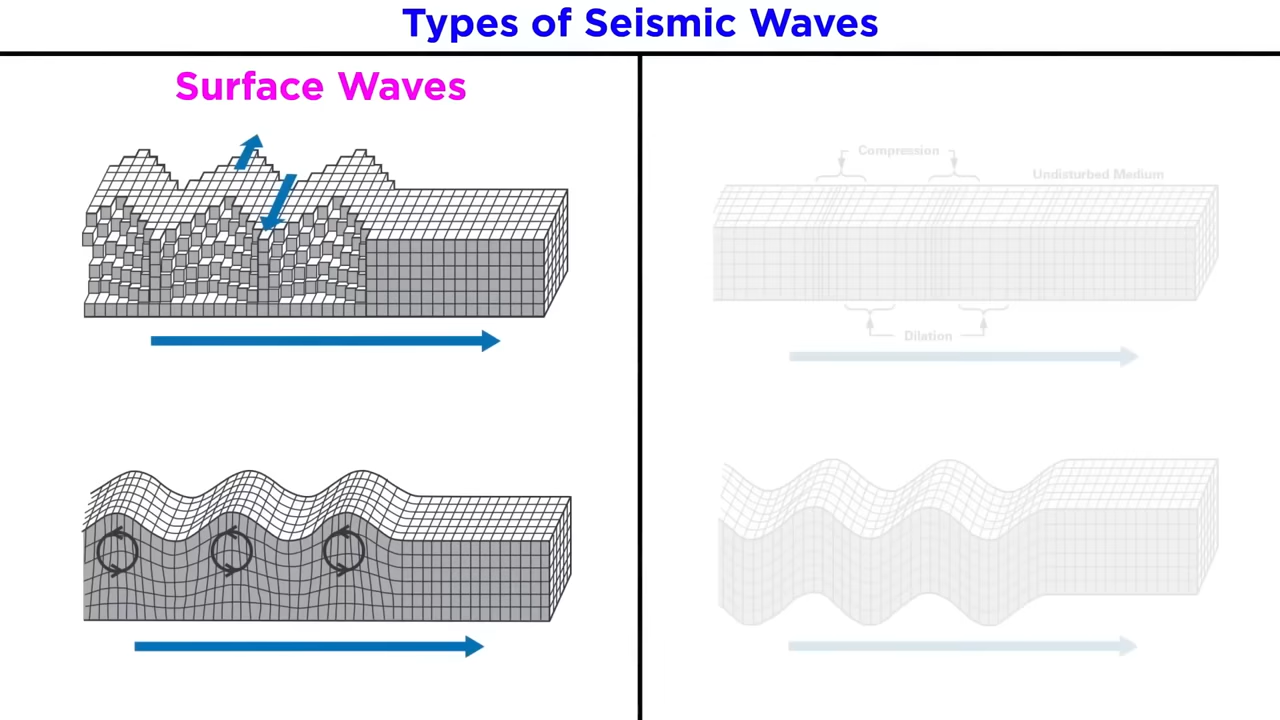 Types of Seismic Waves
Surface Waves
Compression
Undisturbed Medium
Dilation